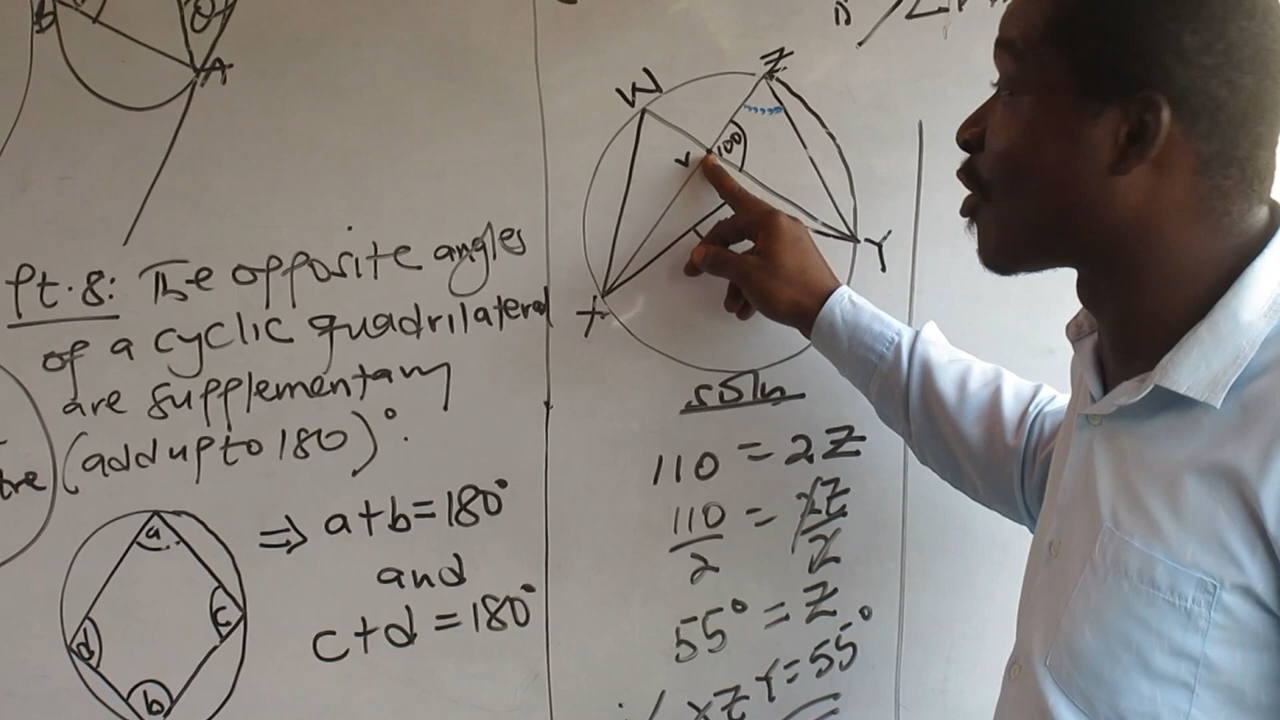 A
Pt.8: The opposite angles
of a cyclic quadrilateral
are supplementary
(add up to 180)°.
a
d
c
b
⇒ a+b=180°
and
c+d=180°
W
Z
V
100
Y
X
soln
110 = 2Z
110/2 = 2Z/2
55° = Z
XZY=55°